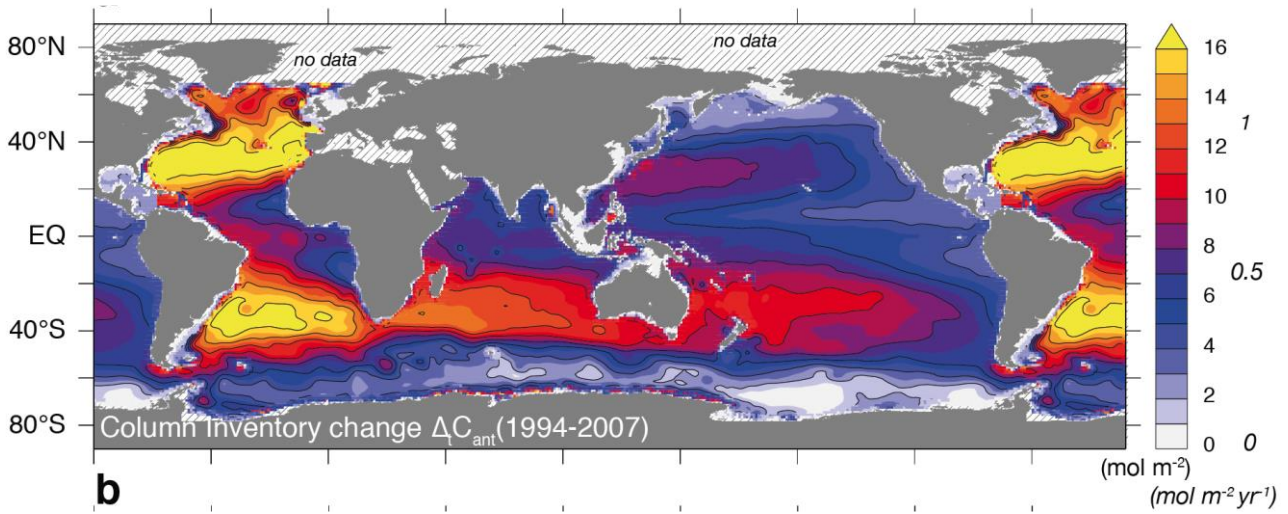 80°N
no data
no data
40°N
EQ
40°S
80°S
Column Inventory change ΔₜC_ant(1994-2007)
16
14
1
12
10
8
0.5
6
4
2
0
0
(mol m⁻²)
(mol m⁻² yr⁻¹)
b